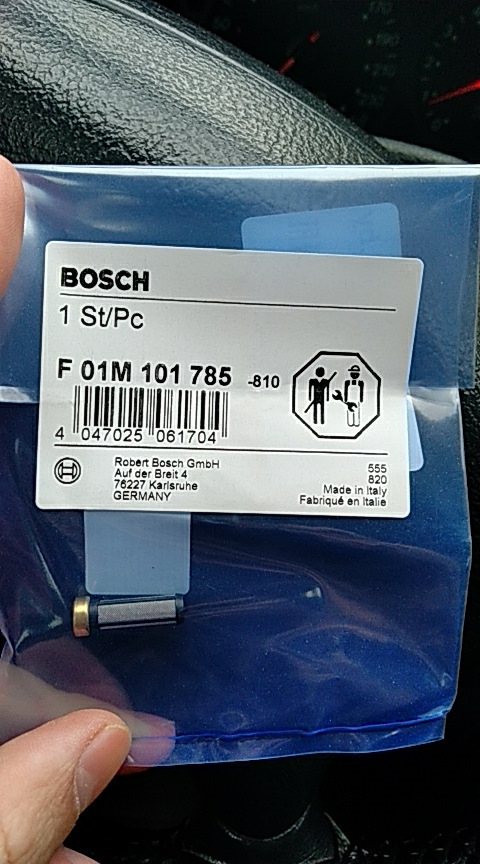 BOSCH
1 St/Pc
F 01M 101 785 -810
4 047025 061704
Robert Bosch GmbH
Auf der Breit 4
76227 Karlsruhe
GERMANY
555
820
Made in Italy
Fabriqué en Italie